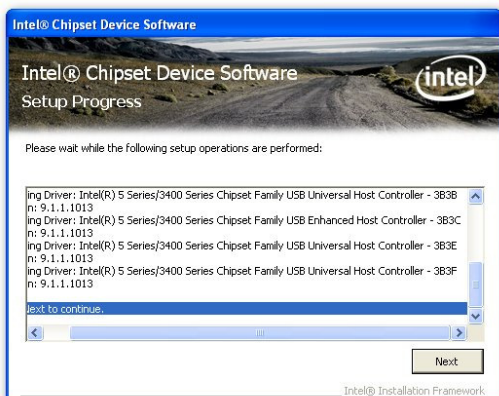 Intel® Chipset Device Software
Intel® Chipset Device Software
intel
Setup Progress
Please wait while the following setup operations are performed:
ing Driver: Intel(R) 5 Series/3400 Series Chipset Family USB Universal Host Controller - 3B3B
n: 9.1.1.1013
ing Driver: Intel(R) 5 Series/3400 Series Chipset Family USB Enhanced Host Controller - 3B3C
n: 9.1.1.1013
ing Driver: Intel(R) 5 Series/3400 Series Chipset Family USB Universal Host Controller - 3B3E
n: 9.1.1.1013
ing Driver: Intel(R) 5 Series/3400 Series Chipset Family USB Universal Host Controller - 3B3F
n: 9.1.1.1013
lext to continue.
Next
Intel® Installation Framework